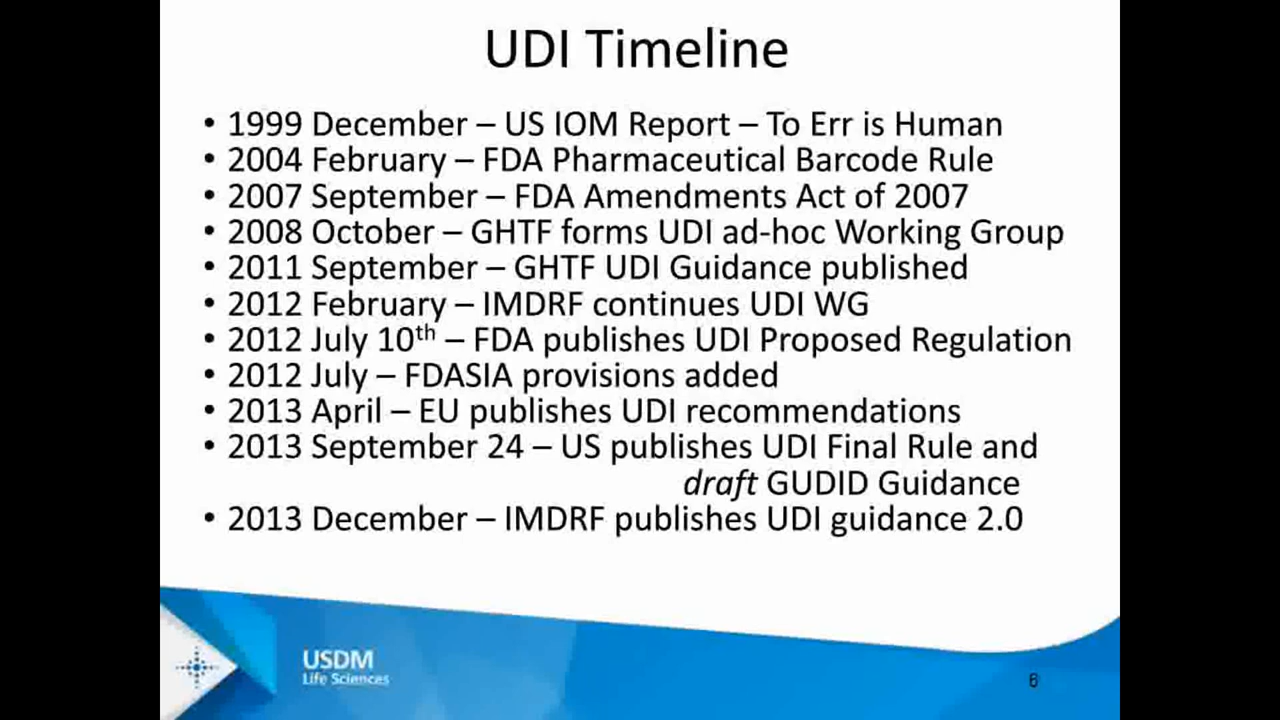 UDI Timeline
• 1999 December – US IOM Report – To Err is Human
• 2004 February – FDA Pharmaceutical Barcode Rule
• 2007 September – FDA Amendments Act of 2007
• 2008 October – GHTF forms UDI ad-hoc Working Group
• 2011 September – GHTF UDI Guidance published
• 2012 February – IMDRF continues UDI WG
• 2012 July 10th – FDA publishes UDI Proposed Regulation
• 2012 July – FDASIA provisions added
• 2013 April – EU publishes UDI recommendations
• 2013 September 24 – US publishes UDI Final Rule and
draft GUDID Guidance
• 2013 December – IMDRF publishes UDI guidance 2.0
USDM
Life Sciences
6